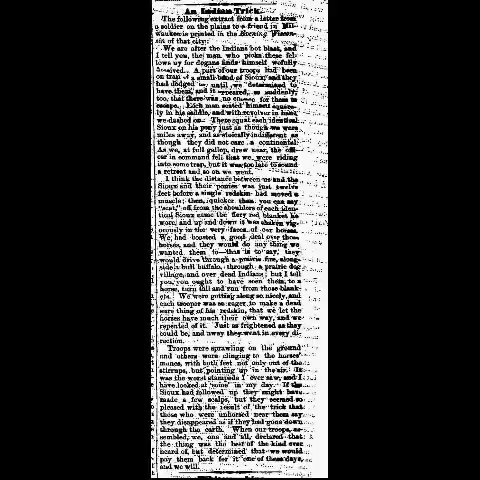 An Indian Trick.
The following extract from a letter from
a soldier on the plains to a friend in Mil-
waukee is printed in the Evening Wiscon-
sin of that city:
We are after the Indians hot blast, and
I tell you, the man who picks these fel-
lows up for slogans finds himself wofully
deceived. A part of our troops had been
on trail of a small band of Sioux, and they
had dodged us until we determined to
have them, and it appeared, so suddenly,
too, that there was no chance for them to
escape. Each man seated himself square-
ly in his saddle, and with revolver in hand
we dashed on. There sat each identical
Sioux on his pony just as though we were
miles away, and as stoically indifferent as
though they did not care a continental.
As we, at full gallop, drew near, the offi-
cer in command felt that we were riding
into some trap, but it was too late to sound
a retreat and so on we went.
I think the distance between us and the
Sioux and their ponies was just twelve
feet before a single redskin had moved a
muscle; then, quicker than you can say
"scat," off from the shoulders of each iden-
tical Sioux came the fiery red blanket he
wore, and up and down it was shaken vig-
orously in the very faces of our horses.
We had boasted a great deal over those
horses, and they would do any thing we
wanted them to—that is to say, they
would drive through a prairie fire, along-
side a bull buffalo, through a prairie dog
village, and over dead Indians; but I tell
you, you ought to have seen them, to a
horse, turn tail and run from those blank-
ets. We were getting along so nicely, and
each trooper was so eager to make a dead
sure thing of his redskin, that we let the
horses have much their own way, and we
repented of it. Just as frightened as they
could be, and away they went in every di-
rection.
Troops were sprawling on the ground
and others were clinging to the horses'
manes, with both feet not only out of the
stirrups, but pointing up in the air. It
was the worst stampede I ever saw, and I
have looked at some in my day. If the
Sioux had followed up they might have
made a few scalps, but they seemed so
pleased with the result of the trick that
those who were unhorsed near them say
they disappeared as if they had gone down
through the earth. When our troops, as-
sembled, we, one and all, declared that
the thing was the best of the kind ever
heard of, but determined that we would
pay them back for it one of these days,
and we will.